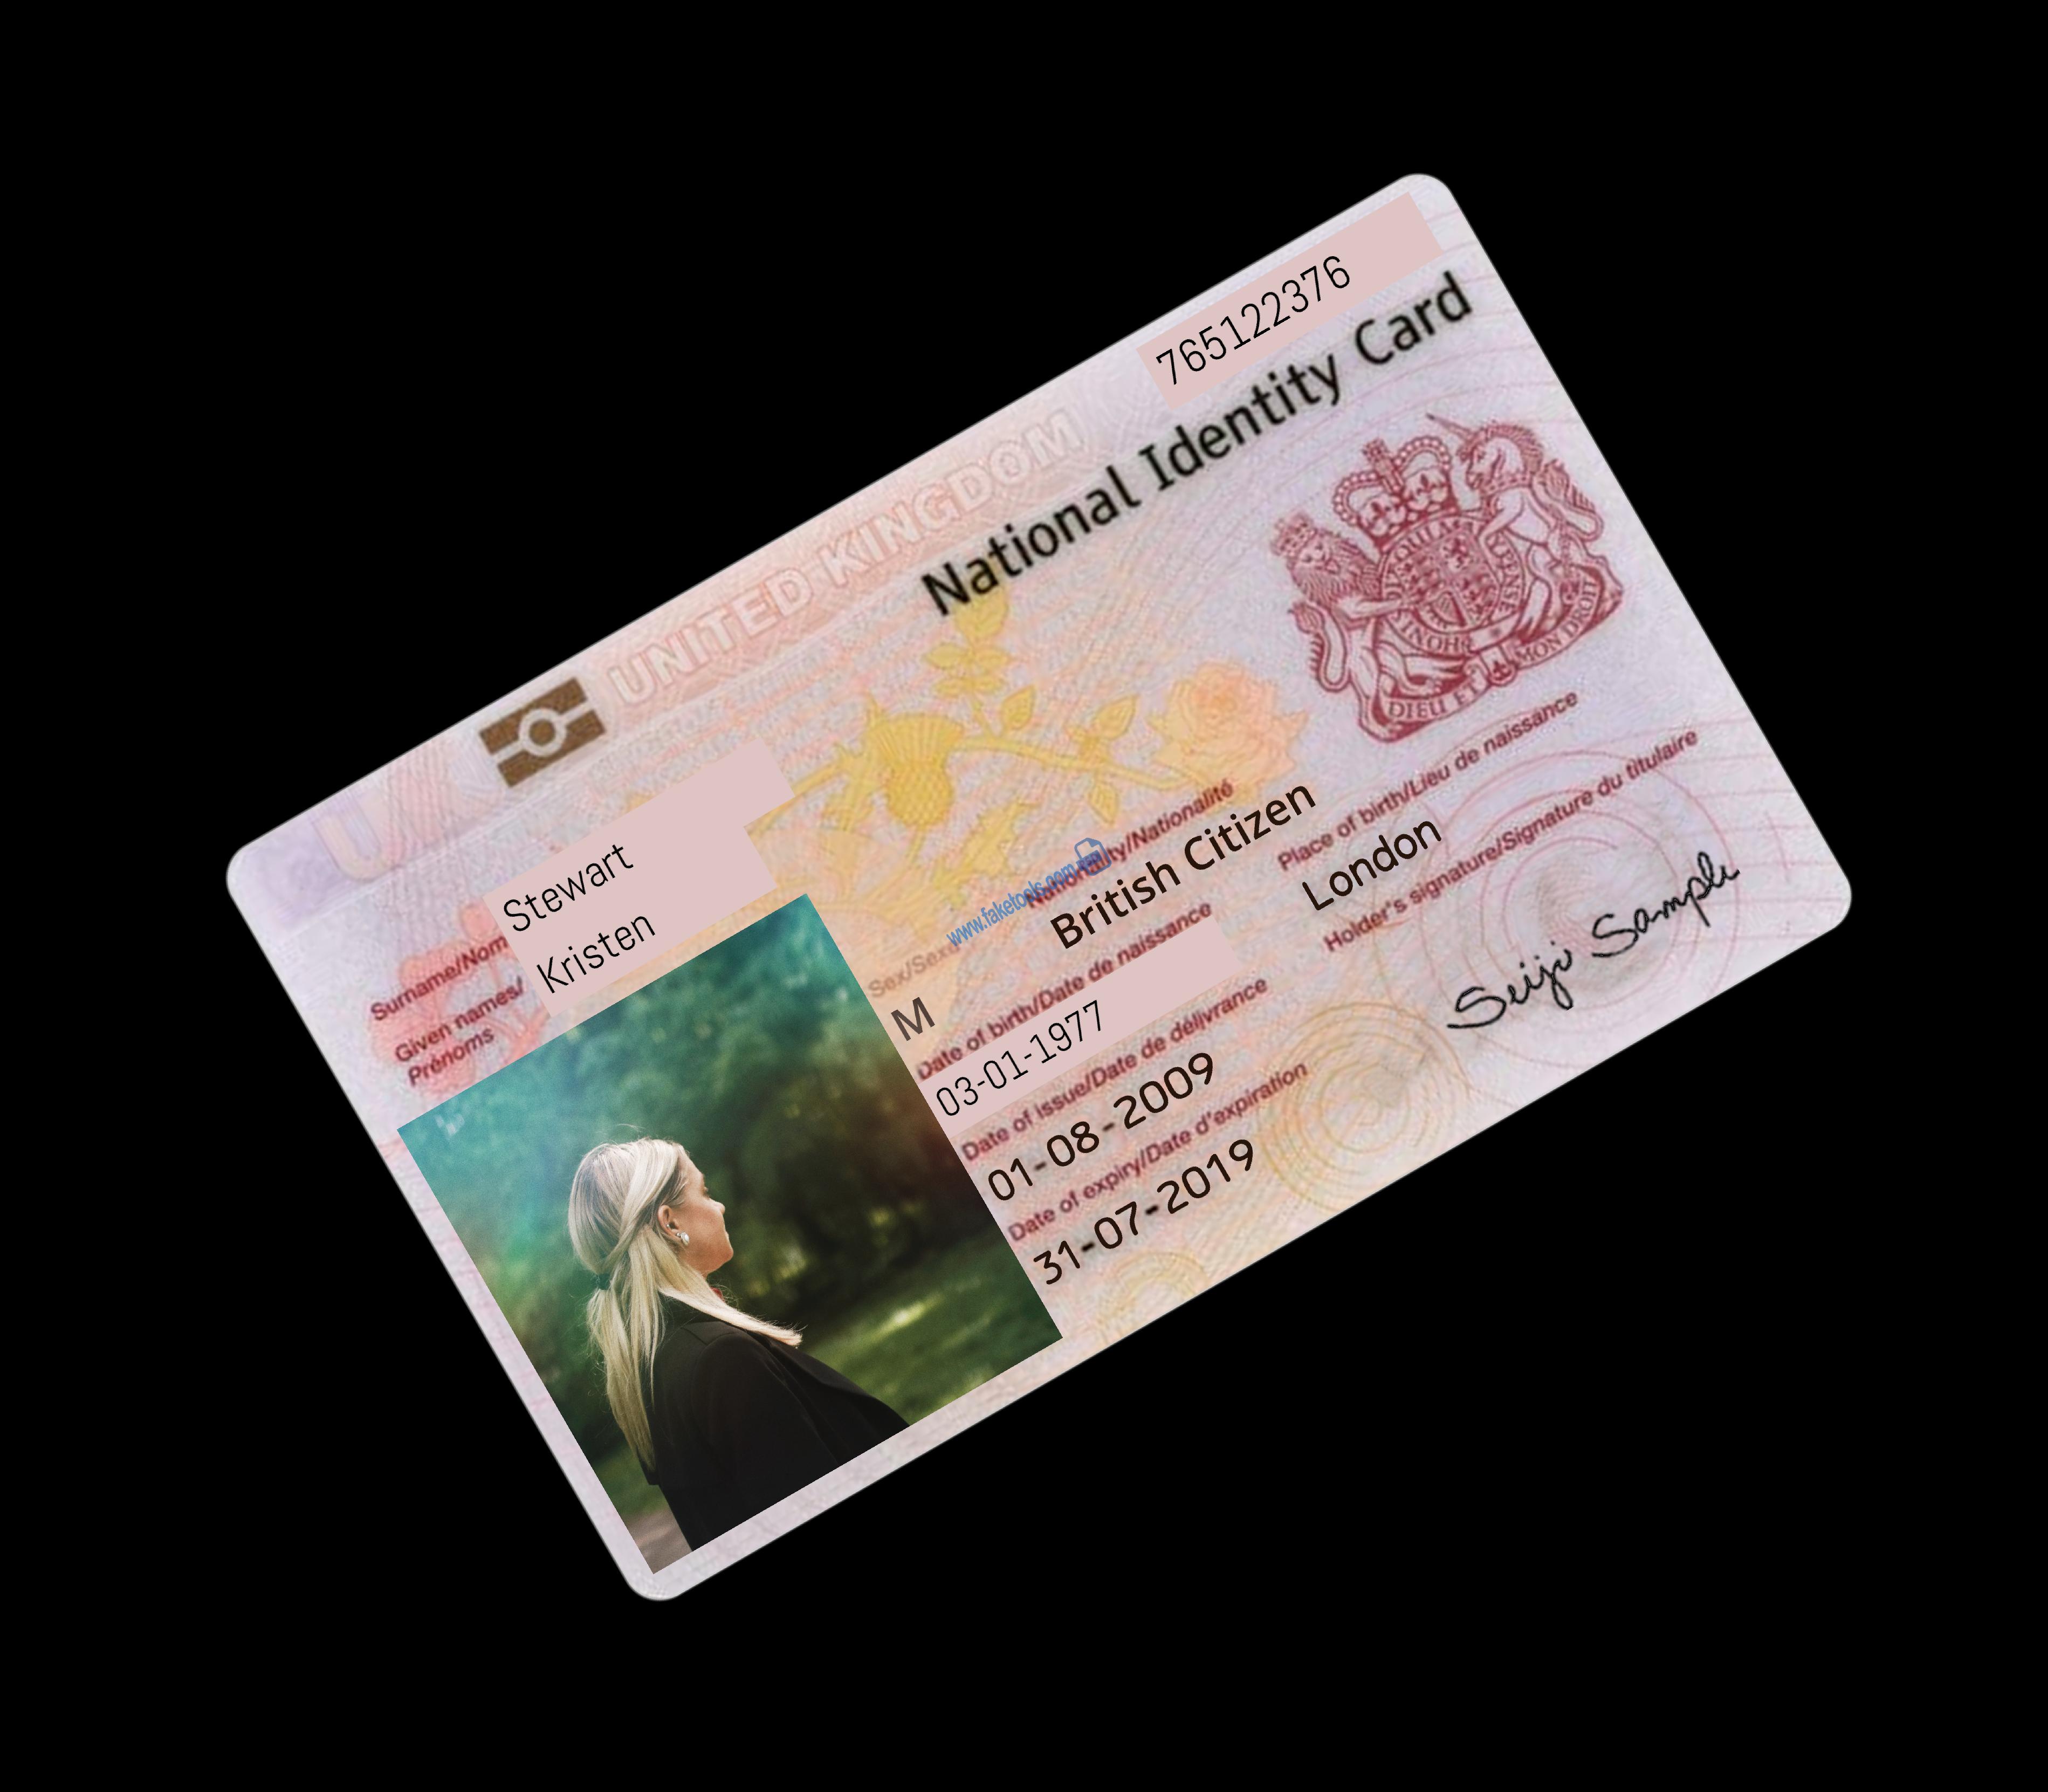 765122376
UNITED KINGDOM
National Identity Card
DIEU ET MON DROIT
Surname/Nom
Stewart
Given names/
Prénoms
Kristen
Sex/Sexe
M
www.faketools.com
Nationality/Nationalité
British Citizen
Date of birth/Date de naissance
03-01-1977
Place of birth/Lieu de naissance
London
Date of issue/Date de délivrance
01-08-2009
Date of expiry/Date d'expiration
31-07-2019
Holder's signature/Signature du titulaire
Seiji Sample